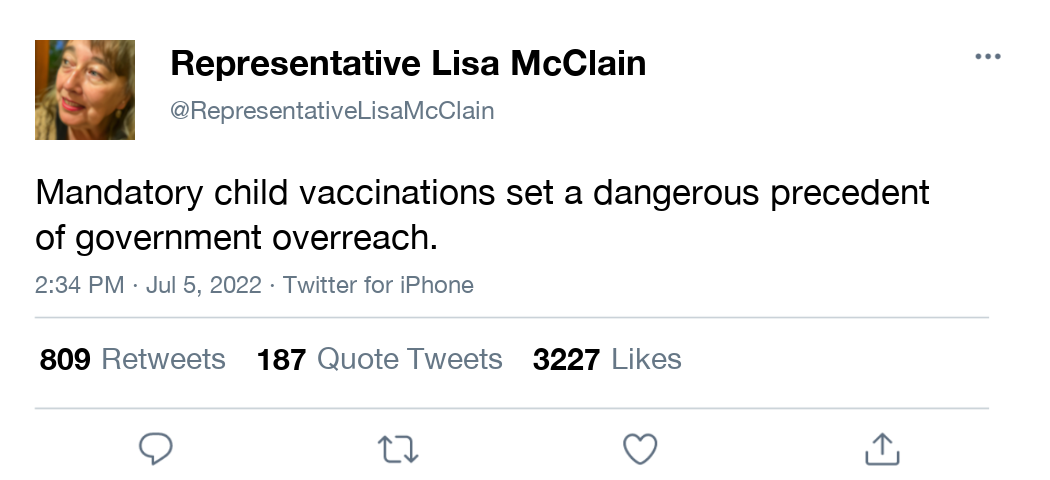 Representative Lisa McClain
@RepresentativeLisaMcClain
Mandatory child vaccinations set a dangerous precedent
of government overreach.
2:34 PM · Jul 5, 2022 · Twitter for iPhone
809 Retweets 187 Quote Tweets 3227 Likes